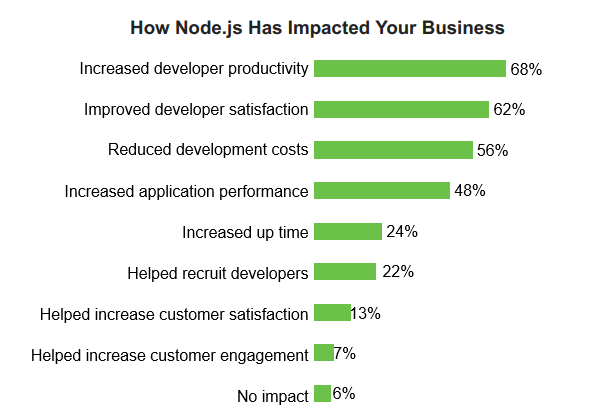 How Node.js Has Impacted Your Business
Increased developer productivity 68%
Improved developer satisfaction 62%
Reduced development costs 56%
Increased application performance 48%
Increased up time 24%
Helped recruit developers 22%
Helped increase customer satisfaction 13%
Helped increase customer engagement 7%
No impact 6%